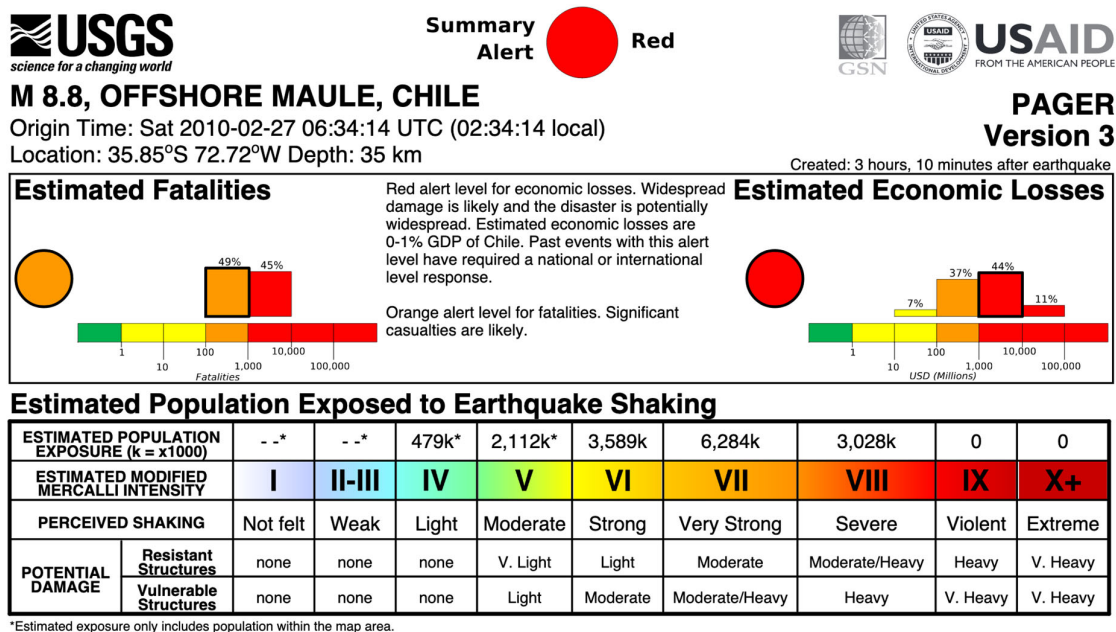 USGS
science for a changing world
Summary
Alert
Red
GSN
UNITED STATES AGENCY
USAID
INTERNATIONAL DEVELOPMENT
USAID
FROM THE AMERICAN PEOPLE
M 8.8, OFFSHORE MAULE, CHILE
Origin Time: Sat 2010-02-27 06:34:14 UTC (02:34:14 local)
Location: 35.85°S 72.72°W Depth: 35 km
PAGER
Version 3
Created: 3 hours, 10 minutes after earthquake
Estimated Fatalities
49% 45%
1 100 10,000
10 1,000 100,000
Fatalities
Red alert level for economic losses. Widespread
damage is likely and the disaster is potentially
widespread. Estimated economic losses are
0-1% GDP of Chile. Past events with this alert
level have required a national or international
level response.
Orange alert level for fatalities. Significant
casualties are likely.
Estimated Economic Losses
7% 37% 44% 11%
1 100 10,000
10 1,000 100,000
USD (Millions)
Estimated Population Exposed to Earthquake Shaking
ESTIMATED POPULATION
EXPOSURE (k = x1000)
- -* - -* 479k* 2,112k* 3,589k 6,284k 3,028k 0 0
ESTIMATED MODIFIED
MERCALLI INTENSITY
I II-III IV V VI VII VIII IX X+
PERCEIVED SHAKING Not felt Weak Light Moderate Strong Very Strong Severe Violent Extreme
POTENTIAL
DAMAGE
Resistant
Structures
none none none V. Light Light Moderate Moderate/Heavy Heavy V. Heavy
Vulnerable
Structures
none none none Light Moderate Moderate/Heavy Heavy V. Heavy V. Heavy
*Estimated exposure only includes population within the map area.